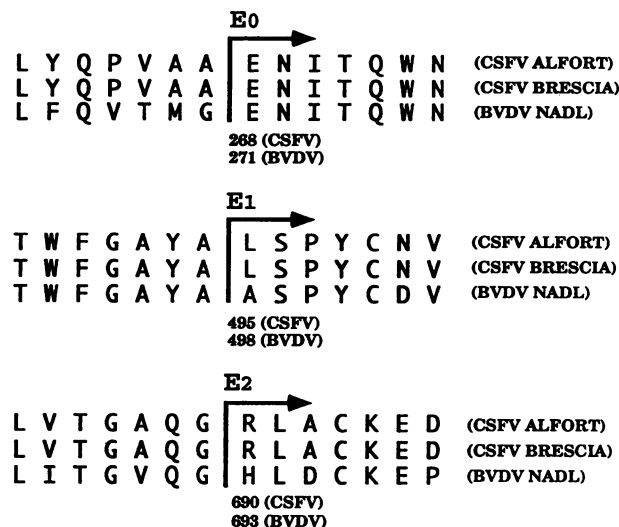 E0
L Y Q P V A A E N I T Q W N (CSFV ALFORT)
L Y Q P V A A E N I T Q W N (CSFV BRESCIA)
L F Q V T M G E N I T Q W N (BVDV NADL)
268 (CSFV)
271 (BVDV)
E1
T W F G A Y A L S P Y C N V (CSFV ALFORT)
T W F G A Y A L S P Y C N V (CSFV BRESCIA)
T W F G A Y A A S P Y C D V (BVDV NADL)
495 (CSFV)
498 (BVDV)
E2
L V T G A Q G R L A C K E D (CSFV ALFORT)
L V T G A Q G R L A C K E D (CSFV BRESCIA)
L I T G V Q G H L D C K E P (BVDV NADL)
690 (CSFV)
693 (BVDV)